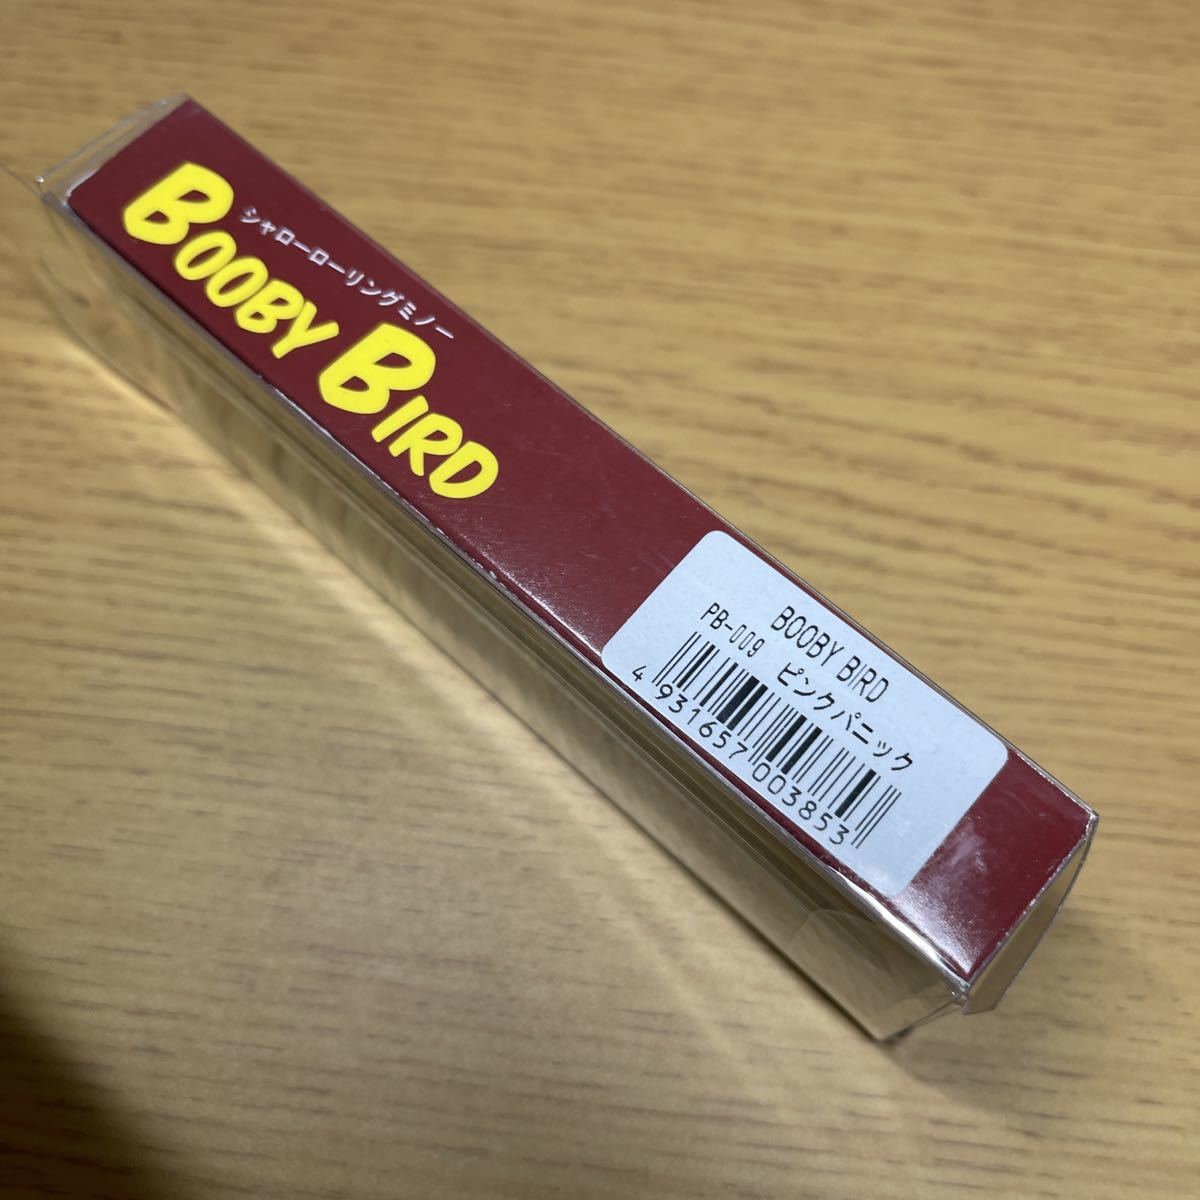 シャローローリングミノー
BOOBY BIRD
BOOBY BIRD
PB-009 ピンクパニック
4 931657 003853